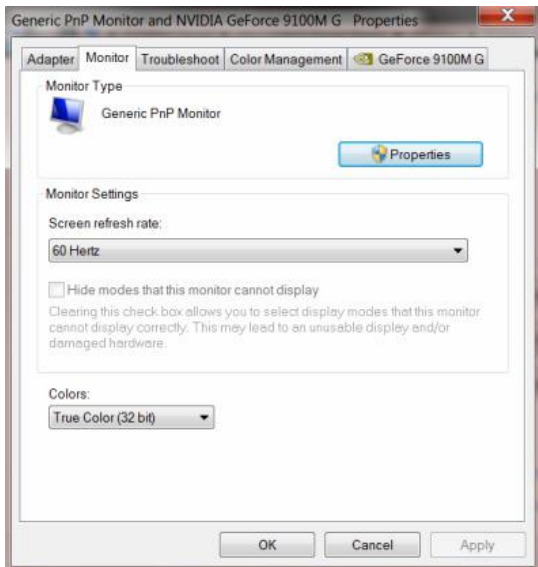 Generic PnP Monitor and NVIDIA GeForce 9100M G Properties
Adapter Monitor Troubleshoot Color Management GeForce 9100M G
Monitor Type
Generic PnP Monitor
Properties
Monitor Settings
Screen refresh rate:
60 Hertz
Hide modes that this monitor cannot display
Clearing this check box allows you to select display modes that this monitor
cannot display correctly. This may lead to an unusable display and/or
damaged hardware.
Colors:
True Color (32 bit)
OK Cancel Apply